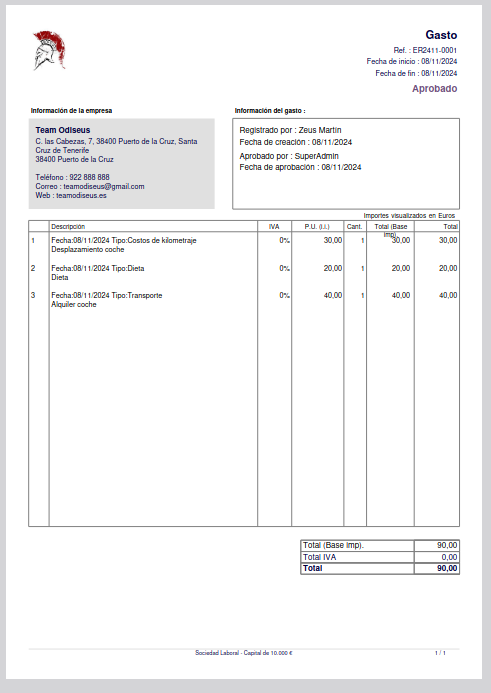 Gasto
Ref. : ER2411-0001
Fecha de inicio : 08/11/2024
Fecha de fin : 08/11/2024
Aprobado
Información de la empresa
Información del gasto :
Team Odiseus
C. las Cabezas, 7, 38400 Puerto de la Cruz, Santa
Cruz de Tenerife
38400 Puerto de la Cruz
Teléfono : 922 888 888
Correo : teamodiseus@gmail.com
Web : teamodiseus.es
Registrado por : Zeus Martin
Fecha de creación : 08/11/2024
Aprobado por : SuperAdmin
Fecha de aprobación : 08/11/2024
Importes visualizados en Euros
Descripción IVA P.U. (i.i.) Cant. Total (Base imp). Total
1 Fecha:08/11/2024 Tipo:Costos de kilometraje 0% 30,00 1 30,00 30,00
Desplazamiento coche
2 Fecha:08/11/2024 Tipo:Dieta 0% 20,00 1 20,00 20,00
Dieta
3 Fecha:08/11/2024 Tipo:Transporte 0% 40,00 1 40,00 40,00
Alquiler coche
Total (Base imp). 90,00
Total IVA 0,00
Total 90,00
Sociedad Laboral - Capital de 10.000 € 1 / 1